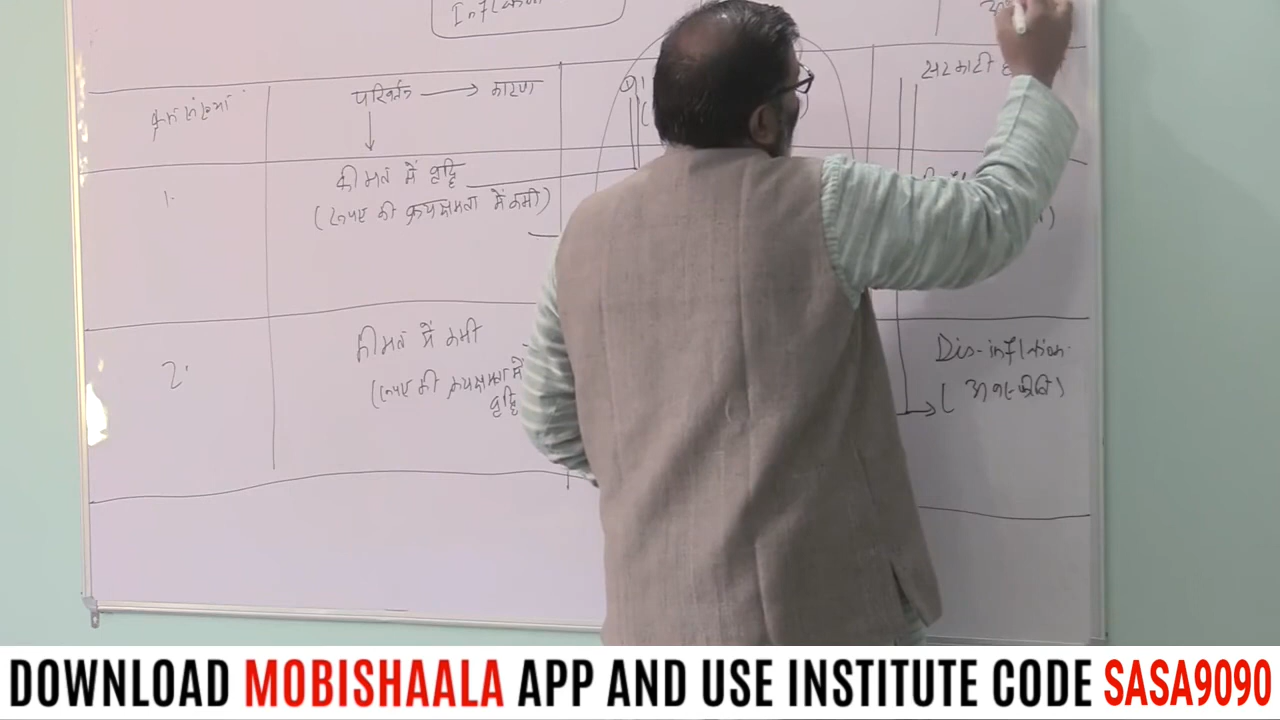 Inflation
सरकारी
क्रम संख्या
परिवर्तन → कारण
1.
कीमत में वृद्धि
(रुपए की क्रयक्षमता में कमी)
2.
कीमत में कमी
(रुपए की क्रयक्षमता में
वृद्धि
Dis-inflation
(अवस्फीति)
DOWNLOAD MOBISHAALA APP AND USE INSTITUTE CODE SASA9090